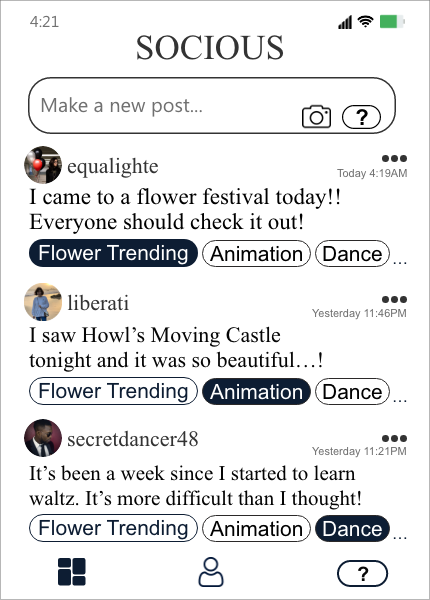 4:21
SOCIOUS
Make a new post...
?
equalighte
Today 4:19AM
I came to a flower festival today!!
Everyone should check it out!
Flower Trending Animation Dance ...
liberati
Yesterday 11:46PM
I saw Howl’s Moving Castle
tonight and it was so beautiful…!
Flower Trending Animation Dance ...
secretdancer48
Yesterday 11:21PM
It’s been a week since I started to learn
waltz. It’s more difficult than I thought!
Flower Trending Animation Dance ...
?